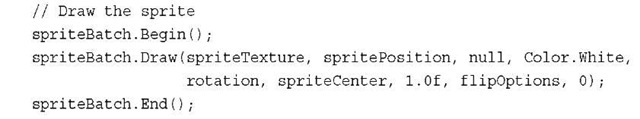 // Draw the sprite
spriteBatch.Begin();
spriteBatch.Draw(spriteTexture, spritePosition, null, Color.White,
rotation, spriteCenter, 1.0f, flipOptions, 0);
spriteBatch.End();